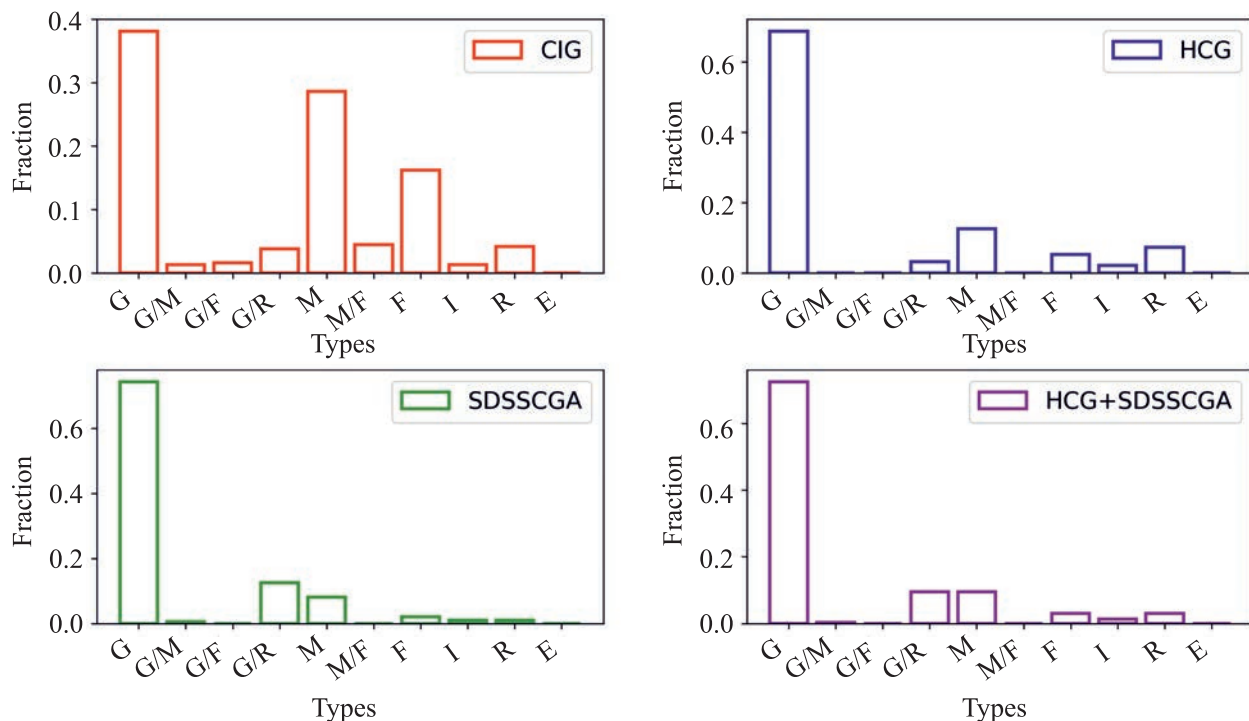 0.4
0.3
0.2
0.1
0.0
Fraction
CIG
G G/M G/F G/R M M/F F I R E
Types
0.6
0.4
0.2
0.0
Fraction
HCG
G G/M G/F G/R M M/F F I R E
Types
0.6
0.4
0.2
0.0
Fraction
SDSSCGA
G G/M G/F G/R M M/F F I R E
Types
0.6
0.4
0.2
0.0
Fraction
HCG+SDSSCGA
G G/M G/F G/R M M/F F I R E
Types